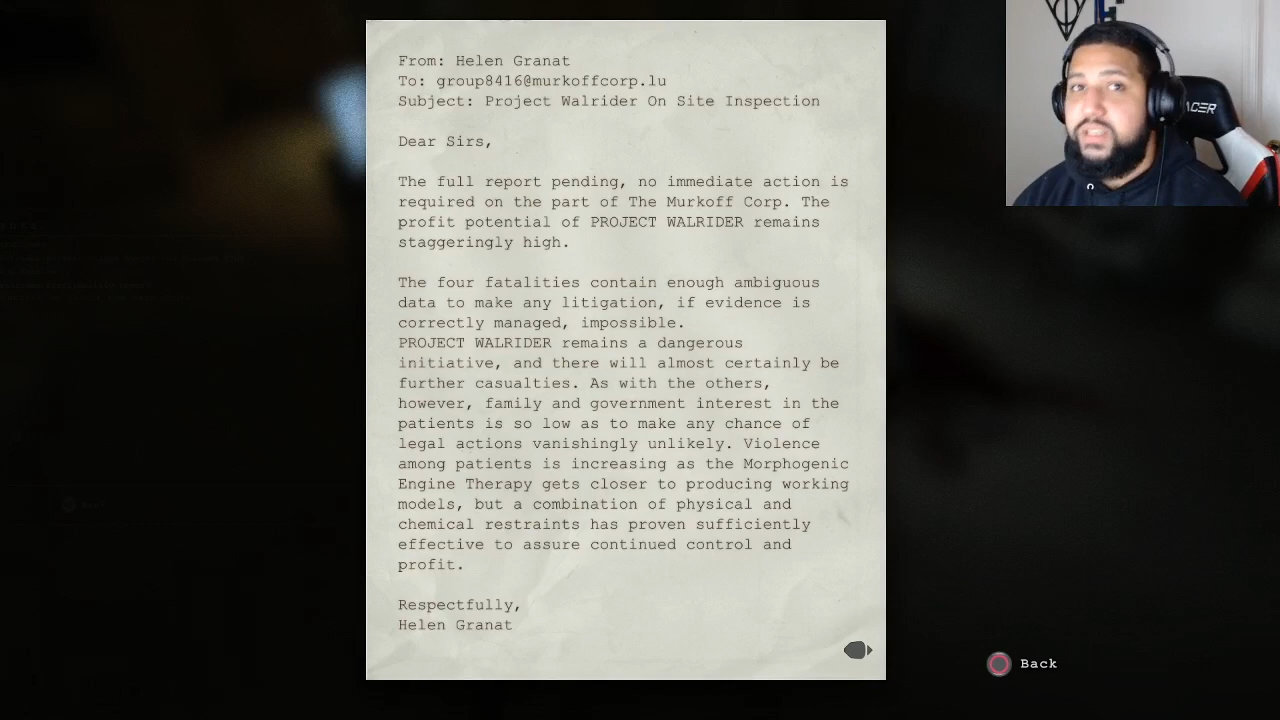 From: Helen Granat
To: group8416@murkoffcorp.lu
Subject: Project Walrider On Site Inspection
Dear Sirs,
The full report pending, no immediate action is
required on the part of The Murkoff Corp. The
profit potential of PROJECT WALRIDER remains
staggeringly high.
The four fatalities contain enough ambiguous
data to make any litigation, if evidence is
correctly managed, impossible.
PROJECT WALRIDER remains a dangerous
initiative, and there will almost certainly be
further casualties. As with the others,
however, family and government interest in the
patients is so low as to make any chance of
legal actions vanishingly unlikely. Violence
among patients is increasing as the Morphogenic
Engine Therapy gets closer to producing working
models, but a combination of physical and
chemical restraints has proven sufficiently
effective to assure continued control and
profit.
Respectfully,
Helen Granat
Back